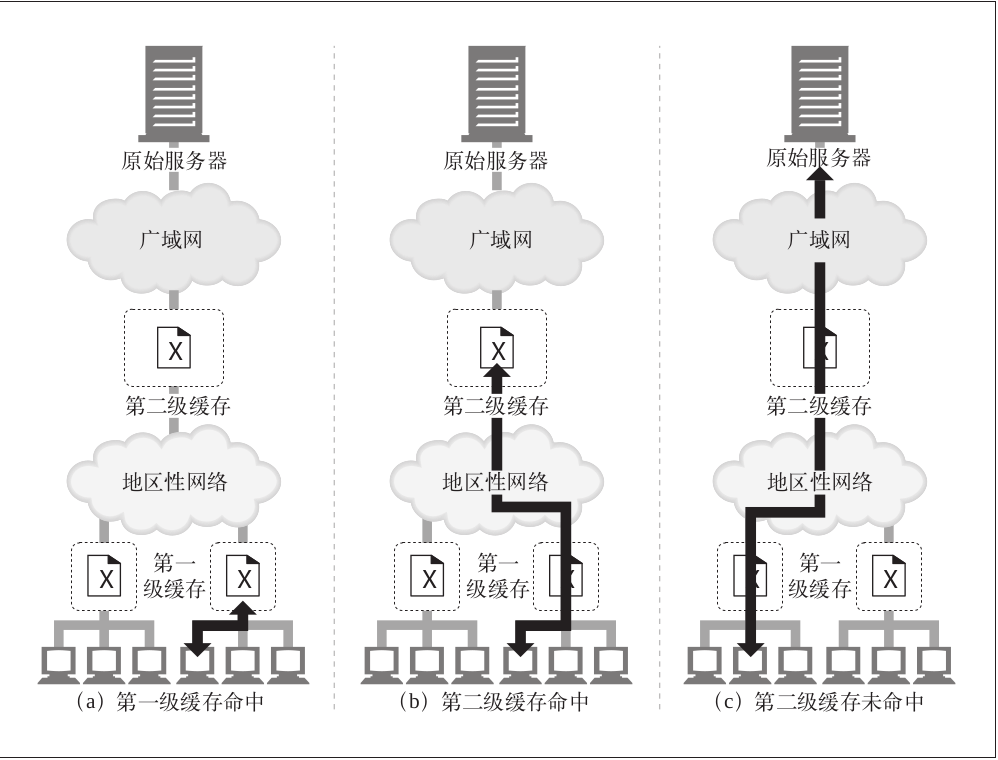 原始服务器
广域网
X
第二级缓存
地区性网络
X
第一
级缓存
X
(a) 第一级缓存命中
原始服务器
广域网
X
第二级缓存
地区性网络
X
第一
级缓存
X
(b) 第二级缓存命中
原始服务器
广域网
X
第二级缓存
地区性网络
X
第一
级缓存
X
(c) 第二级缓存未命中